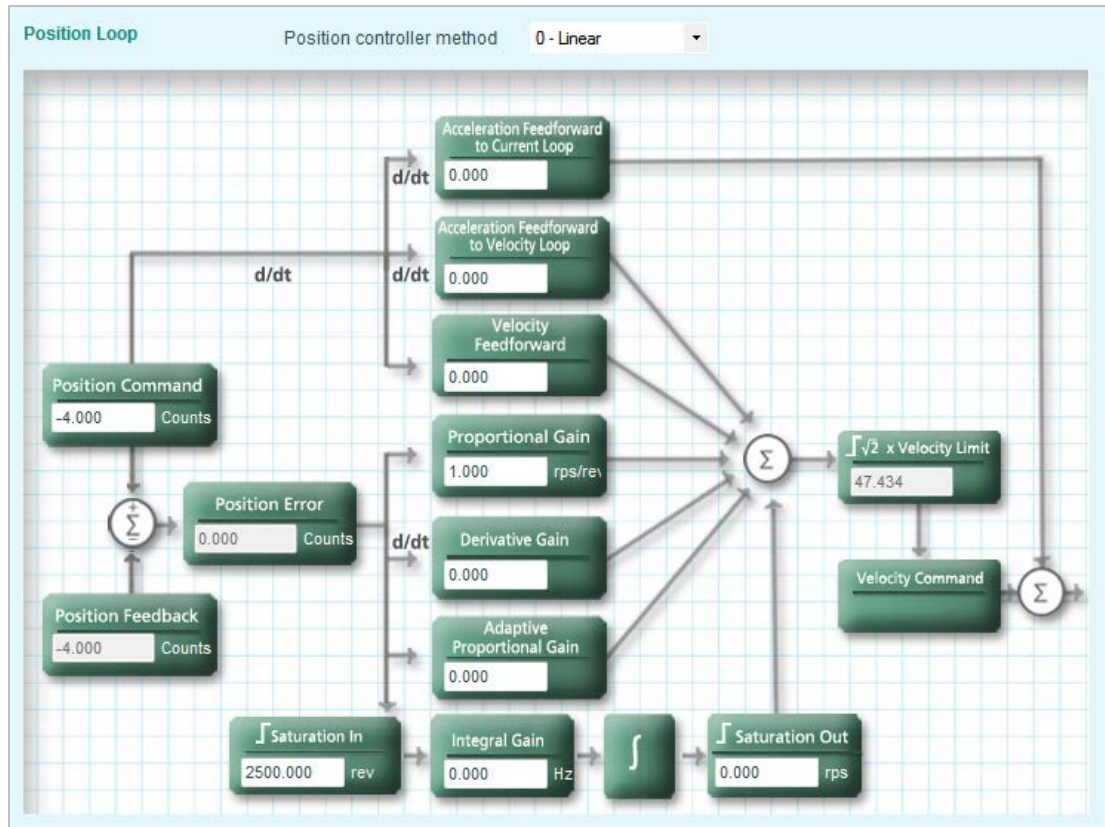 Position Loop
Position controller method
0 - Linear
Acceleration Feedforward
to Current Loop
d/dt
0.000
Acceleration Feedforward
to Velocity Loop
d/dt
d/dt
0.000
Velocity
Feedforward
0.000
Position Command
-4.000 Counts
Proportional Gain
1.000 rps/rev
Σ
√2 x Velocity Limit
47.434
Position Error
0.000 Counts
+
Σ
−
d/dt
Derivative Gain
0.000
Velocity Command
Σ
Position Feedback
-4.000 Counts
Adaptive
Proportional Gain
0.000
Saturation In
2500.000 rev
Integral Gain
0.000 Hz
∫
Saturation Out
0.000 rps